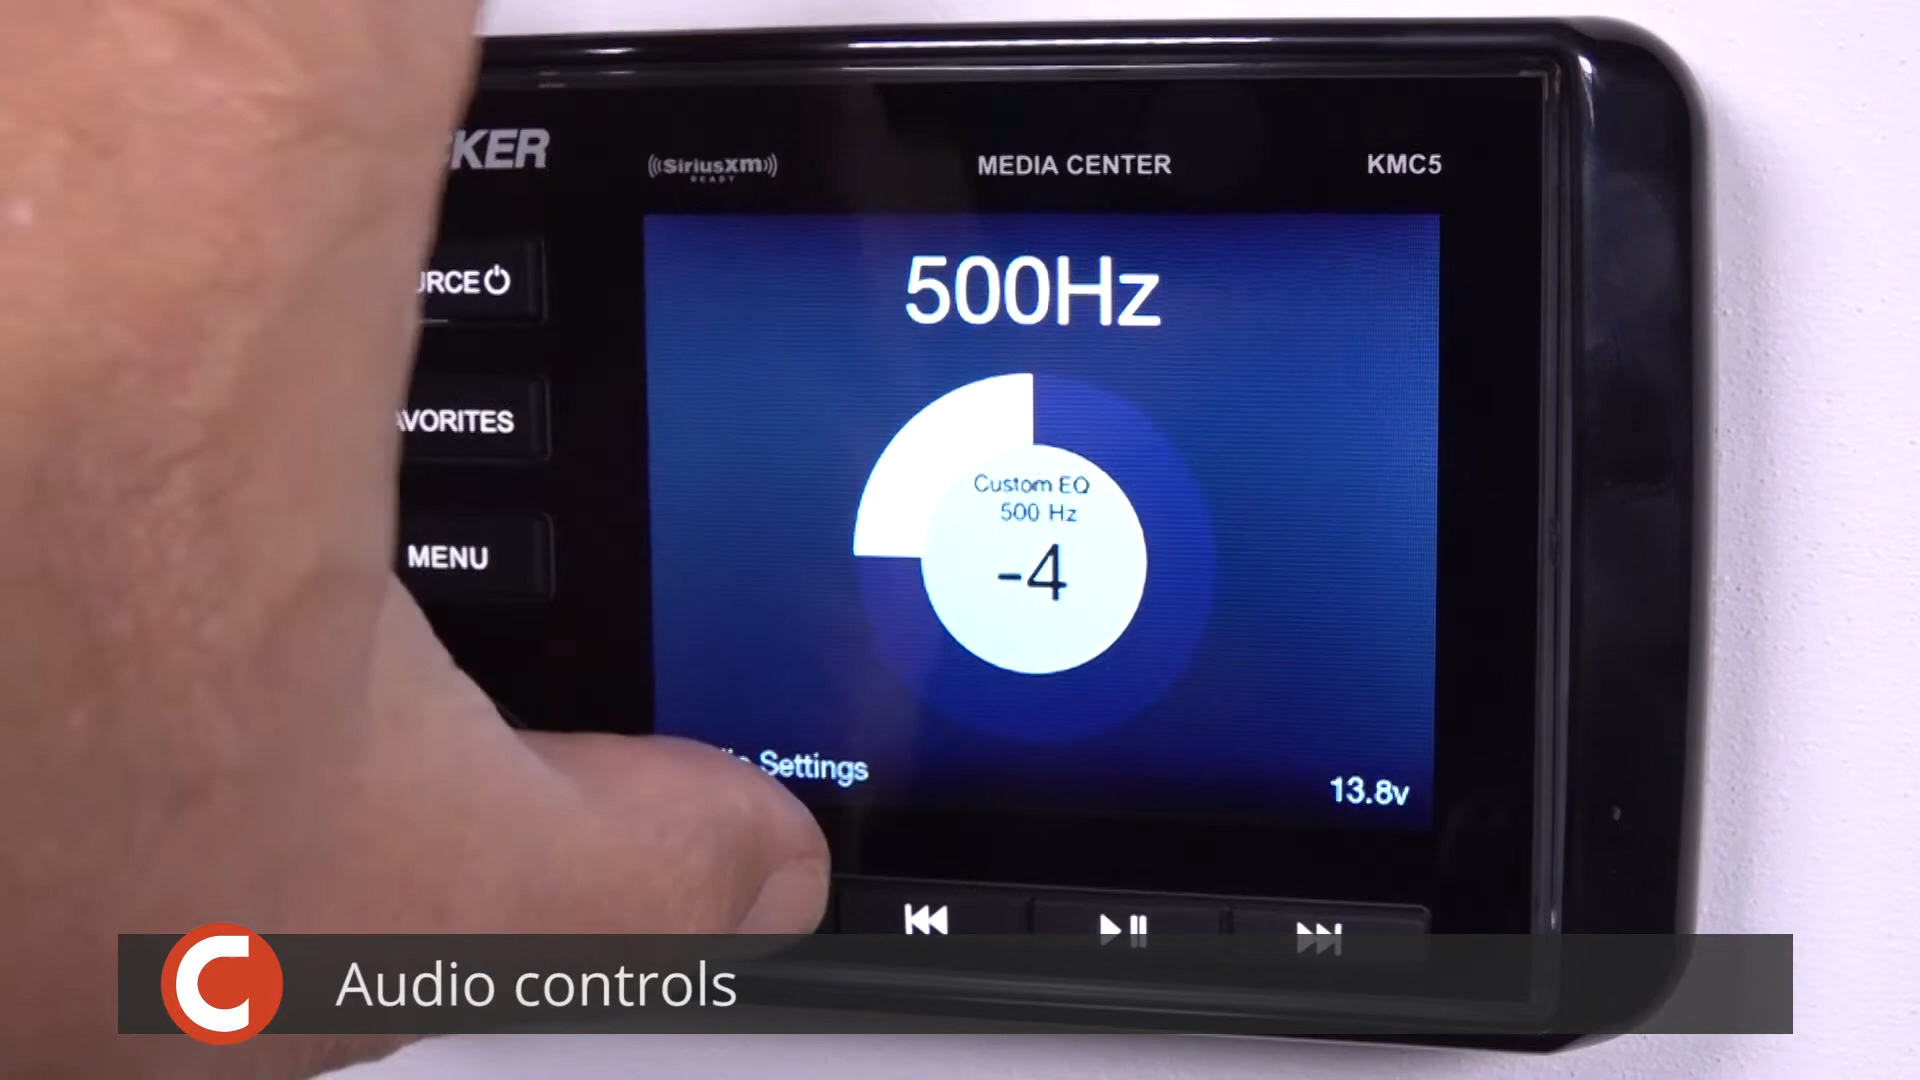 CKER
((SiriusXM))
READY
MEDIA CENTER
KMC5
URCE
AVORITES
MENU
500Hz
Custom EQ
500 Hz
-4
Settings
13.8v
C Audio controls